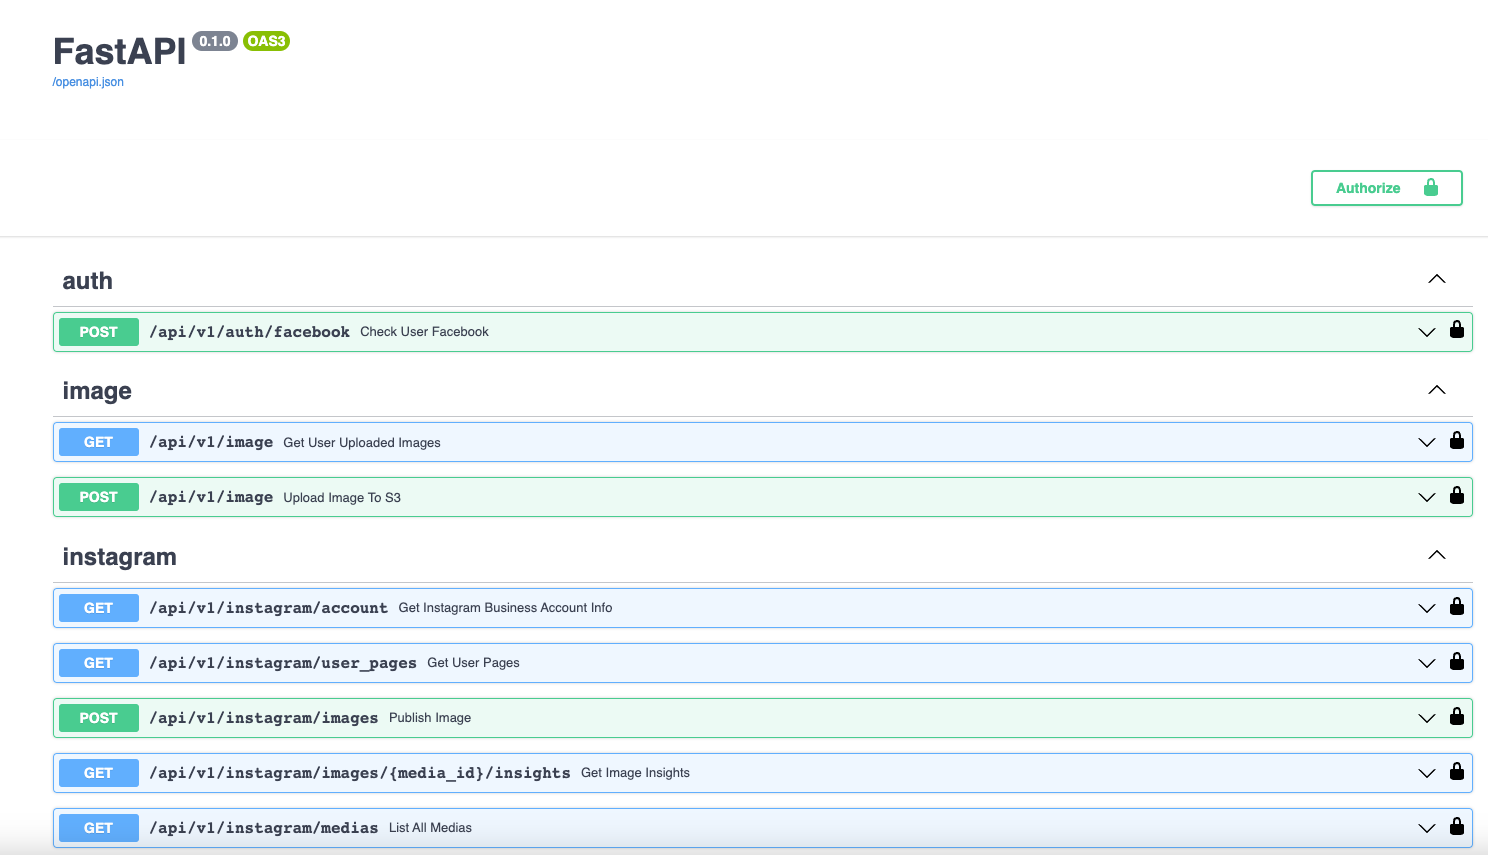 FastAPI 0.1.0 OAS3
/openapi.json
Authorize
auth
POST /api/v1/auth/facebook Check User Facebook
image
GET /api/v1/image Get User Uploaded Images
POST /api/v1/image Upload Image To S3
instagram
GET /api/v1/instagram/account Get Instagram Business Account Info
GET /api/v1/instagram/user_pages Get User Pages
POST /api/v1/instagram/images Publish Image
GET /api/v1/instagram/images/{media_id}/insights Get Image Insights
GET /api/v1/instagram/medias List All Medias